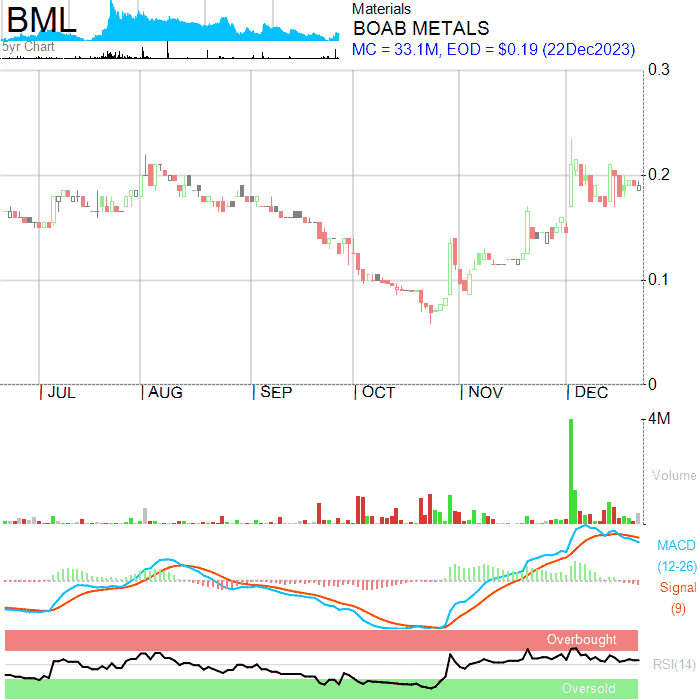 BML
5yr Chart
Materials
BOAB METALS
MC = 33.1M, EOD = $0.19 (22Dec2023)
0.3
0.2
0.1
0
JUL AUG SEP OCT NOV DEC
4M
Volume
MACD
(12-26)
Signal
(9)
Overbought
RSI(14)
Oversold